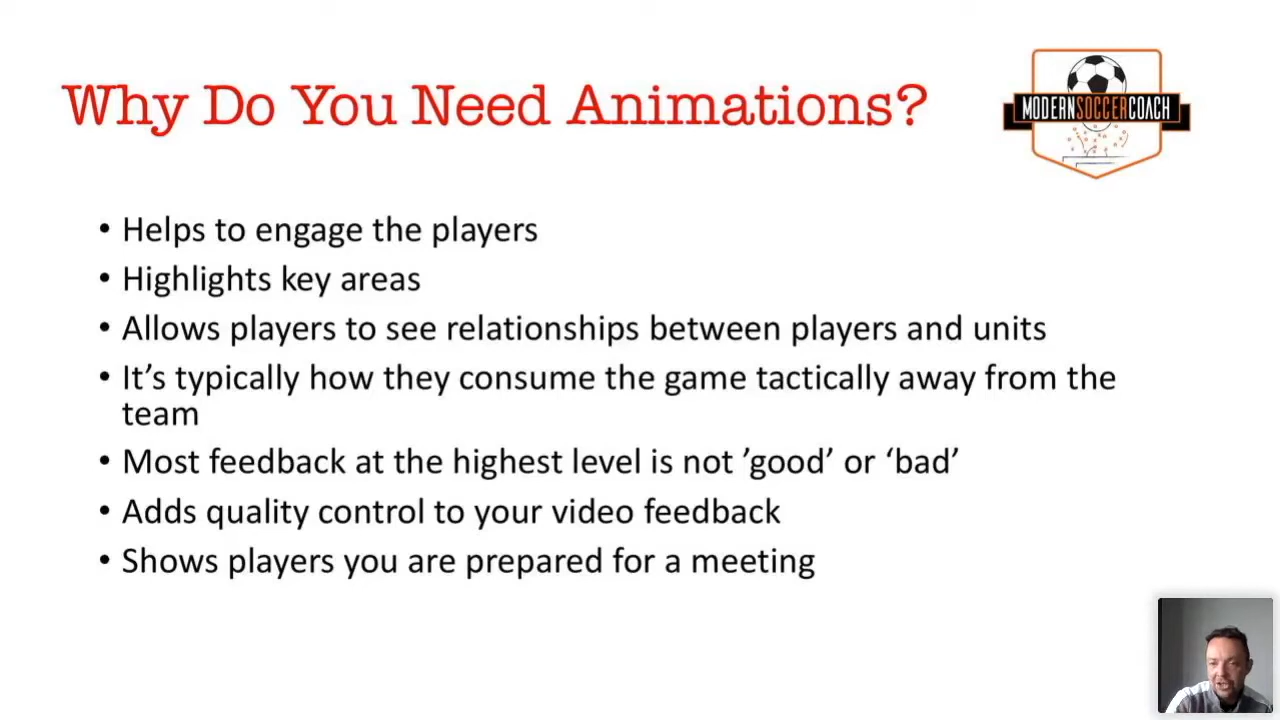 Why Do You Need Animations?
MODERNSOCCERCOACH
• Helps to engage the players
• Highlights key areas
• Allows players to see relationships between players and units
• It’s typically how they consume the game tactically away from the
team
• Most feedback at the highest level is not ’good’ or ‘bad’
• Adds quality control to your video feedback
• Shows players you are prepared for a meeting